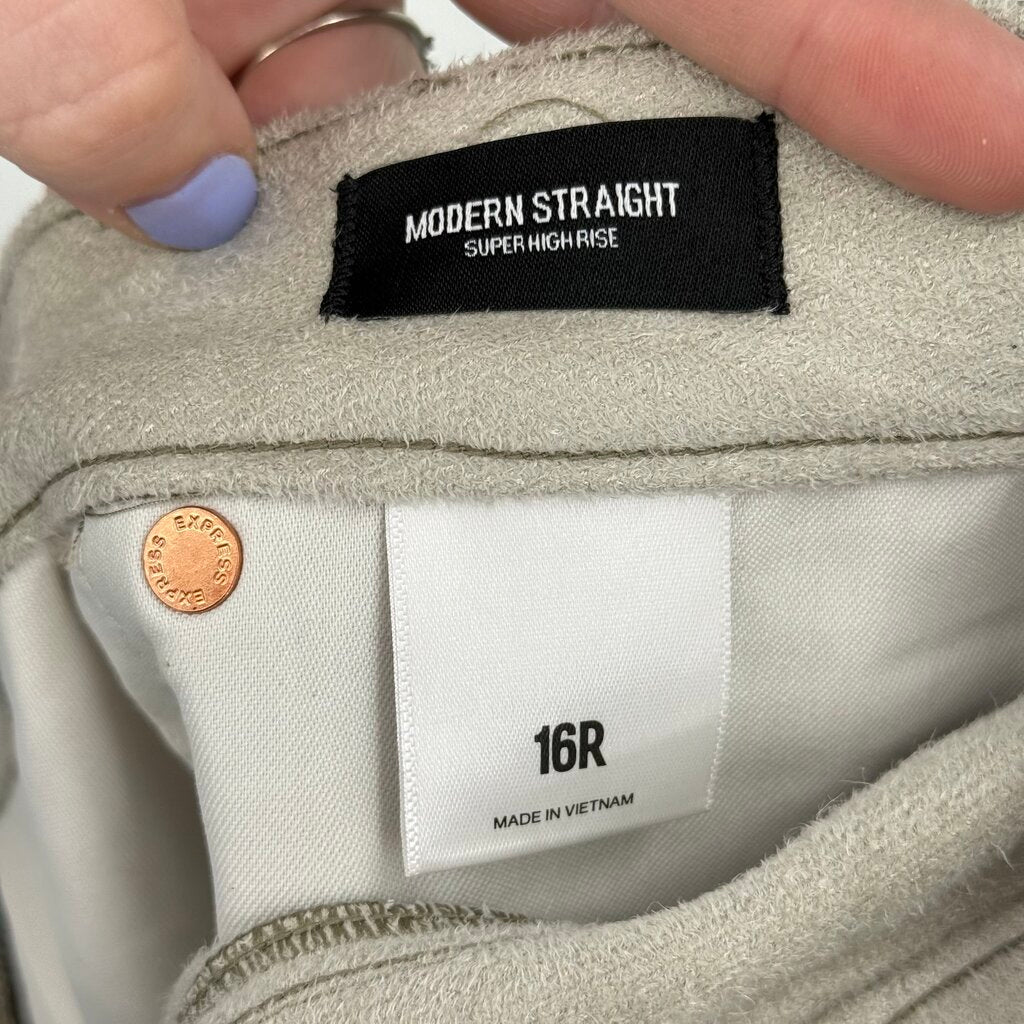 MODERN STRAIGHT
SUPER HIGH RISE
EXPRESS EXPRESS
16R
MADE IN VIETNAM